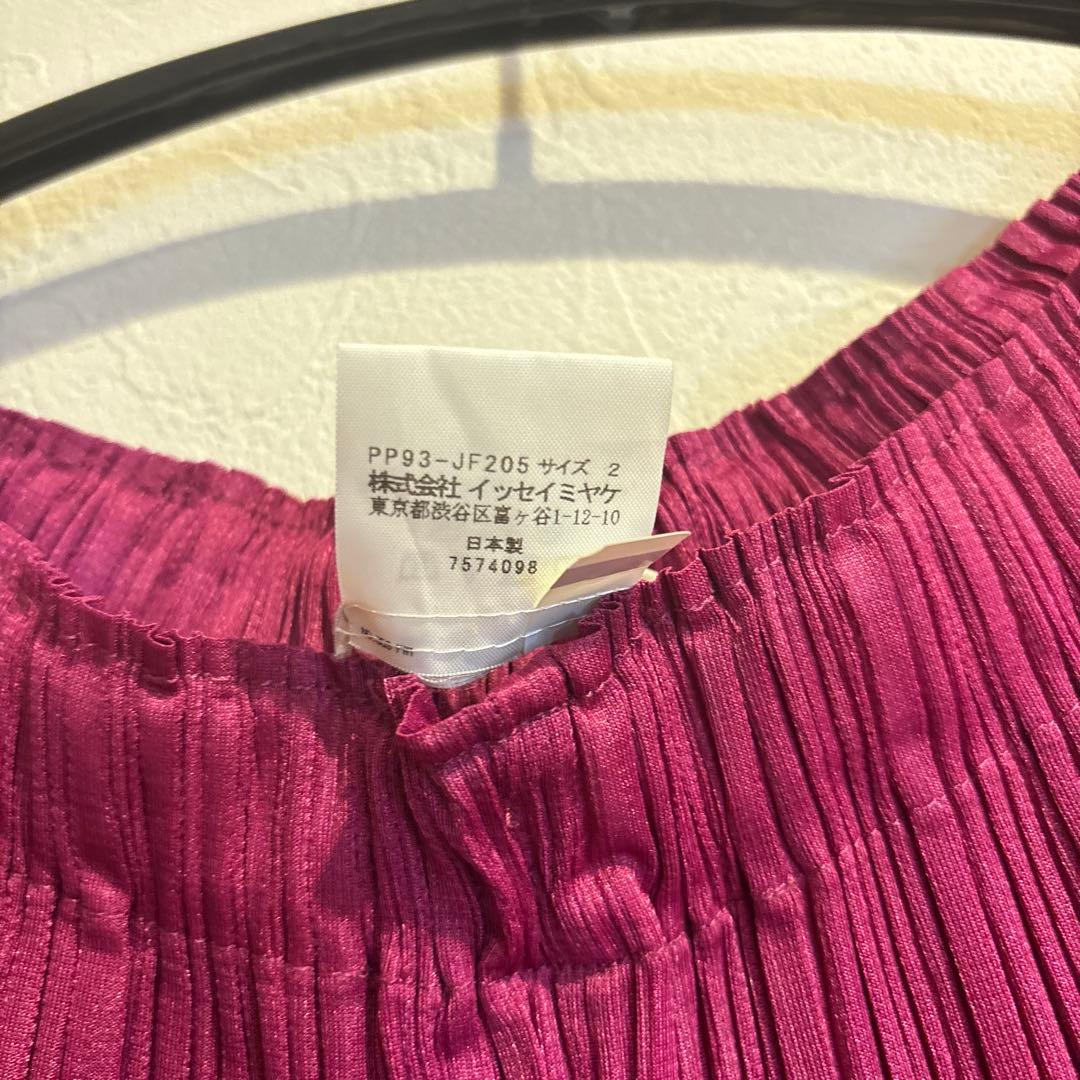 PP93-JF205 サイズ 2
株式会社 イッセイミヤケ
東京都渋谷区富ヶ谷1-12-10
日本製
7574098